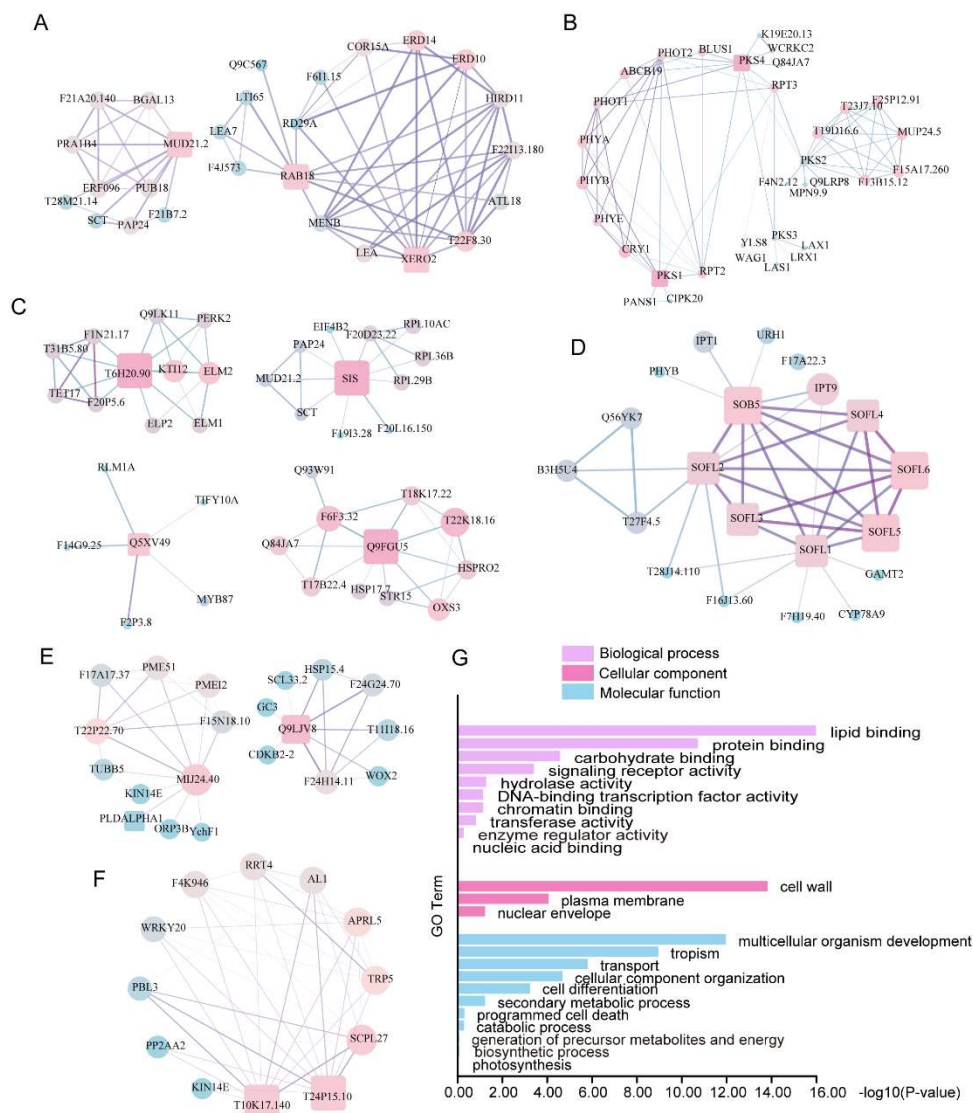 A
COR15A
ERD14
ERD10
Q9C567
F6I1.15
LTI65
RD29A
HIRD11
F21A20.140
BGAL13
LEA7
F22I13.180
PRA1B4
MUD21.2
F4J573
RAB18
ATL18
ERF096
PUB18
MENB
T22F8.30
T28M21.14
SCT
PAP24
F21B7.2
LEA
XERO2
B
PHOT2
BLUS1
PKS4
K19E20.13
WCRKC2
Q84JA7
ABCB19
RPT3
PHOT1
T23J7.10
F25P12.91
PHYA
T19D16.6
MUP24.5
PHYB
PKS2
F15A17.260
F4N2.12
Q9LRP8
F13B15.12
MPN9.9
PHYE
PKS3
CRY1
YLS8
LAX1
WAG1
LRX1
LAS1
PKS1
RPT2
PANS1
CIPK20
C
Q9LK11
PERK2
F1N21.17
T31B5.80
T6H20.90
KTI12
ELM2
TET17
F20P5.6
ELP2
ELM1
EIF4B2
F20D23.22
RPL10AC
PAP24
RPL36B
MUD21.2
SIS
RPL29B
SCT
F19I3.28
F20L16.150
RLM1A
TIFY10A
F14G9.25
Q5XV49
MYB87
F2P3.8
Q93W91
T18K17.22
F6F3.32
T22K18.16
Q84JA7
Q9FGU5
HSPRO2
T17B22.4
HSP17.7
STR15
OXS3
D
IPT1
URH1
PHYB
F17A22.3
SOB5
IPT9
SOFL4
Q56YK7
B3H5U4
SOFL2
SOFL6
T27F4.5
SOFL3
SOFL5
SOFL1
T28J14.110
GAMT2
F16J13.60
F7H19.40
CYP78A9
E
F17A17.37
PME51
PMEI2
T22P22.70
F15N18.10
TUBB5
MIJ24.40
KIN14E
PLDALPHA1
ORP3B
YchF1
SCL33.2
HSP15.4
F24G24.70
GC3
Q9LJV8
T11I18.16
CDKB2-2
F24H14.11
WOX2
F
RRT4
AL1
F4K946
APRL5
WRKY20
TRP5
PBL3
SCPL27
PP2AA2
KIN14E
T10K17.140
T24P15.10
G
Biological process
Cellular component
Molecular function
lipid binding
protein binding
carbohydrate binding
signaling receptor activity
hydrolase activity
DNA-binding transcription factor activity
chromatin binding
transferase activity
enzyme regulator activity
nucleic acid binding
GO Term
cell wall
plasma membrane
nuclear envelope
multicellular organism development
tropism
transport
cellular component organization
cell differentiation
secondary metabolic process
programmed cell death
catabolic process
generation of precursor metabolites and energy
biosynthetic process
photosynthesis
0.00 2.00 4.00 6.00 8.00 10.00 12.00 14.00 16.00 -log10(P-value)